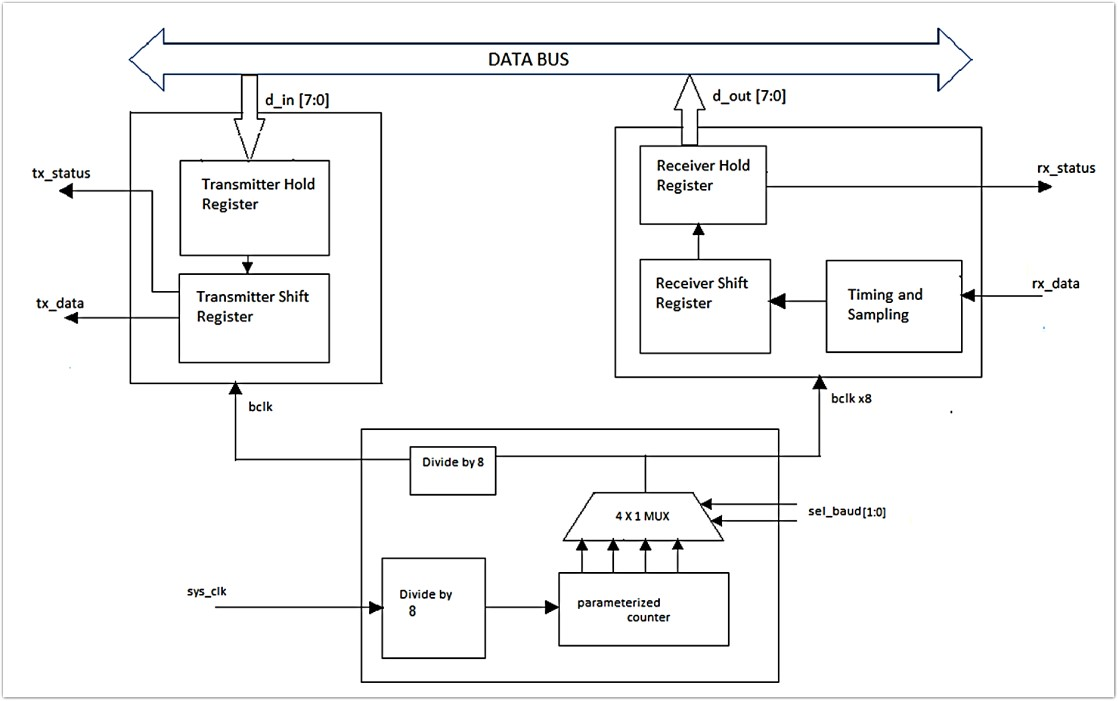 DATA BUS
d_in [7:0]
d_out [7:0]
tx_status
Transmitter Hold
Register
Receiver Hold
Register
rx_status
tx_data
Transmitter Shift
Register
Receiver Shift
Register
Timing and
Sampling
rx_data
bclk
bclk x8
Divide by 8
4 X 1 MUX
sel_baud[1:0]
sys_clk
Divide by
8
parameterized
counter